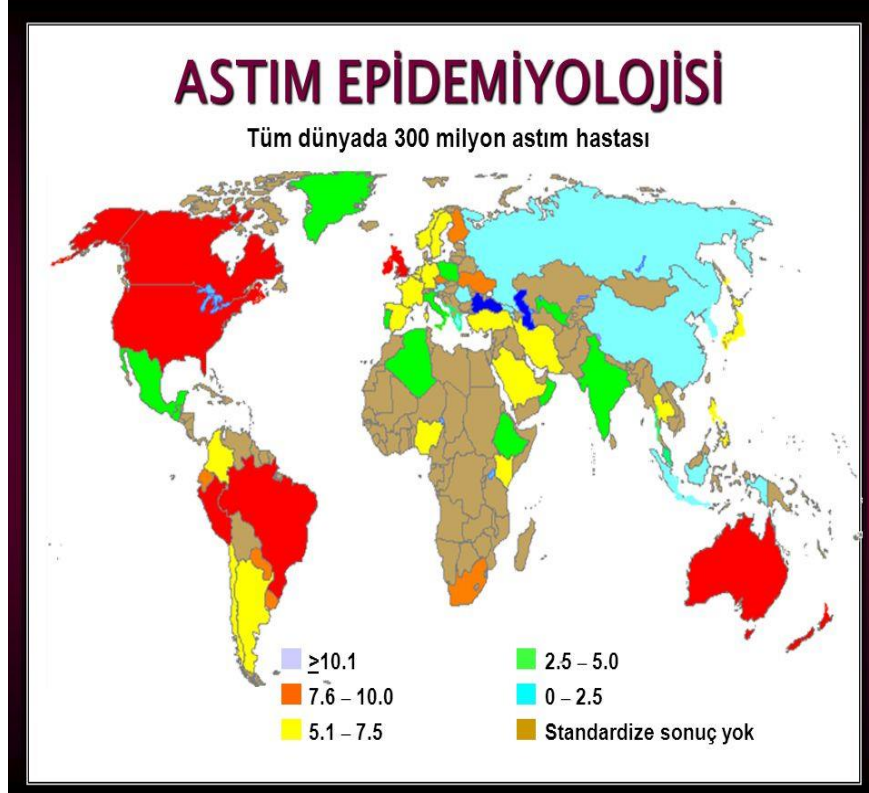 ASTIM EPİDEMİYOLOJİSİ
Tüm dünyada 300 milyon astım hastası
≥10.1
7.6 – 10.0
5.1 – 7.5
2.5 – 5.0
0 – 2.5
Standardize sonuç yok